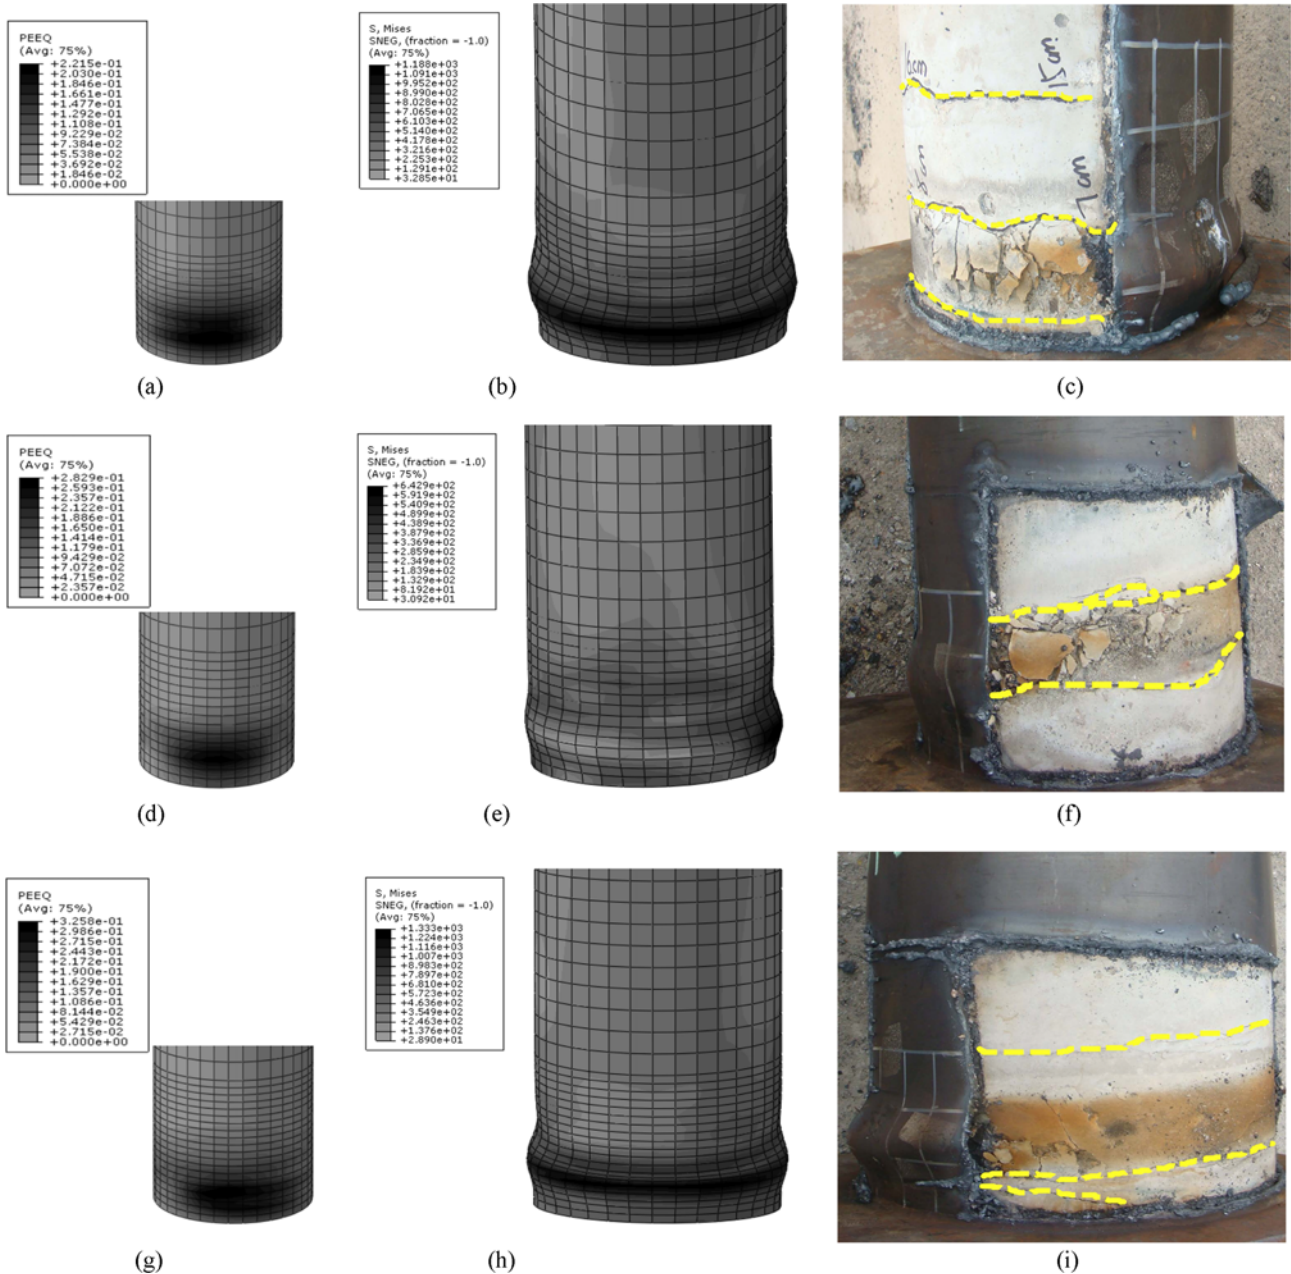 PEEQ
(Avg: 75%)
+2.215e-01
+2.030e-01
+1.846e-01
+1.661e-01
+1.477e-01
+1.292e-01
+1.108e-01
+9.229e-02
+7.384e-02
+5.538e-02
+3.692e-02
+1.846e-02
+0.000e+00
S, Mises
SNEG, (fraction = -1.0)
(Avg: 75%)
+1.188e+03
+1.091e+03
+9.952e+02
+8.990e+02
+8.028e+02
+7.065e+02
+6.103e+02
+5.140e+02
+4.178e+02
+3.216e+02
+2.253e+02
+1.291e+02
+3.285e+01
6cm
15cm
8cm
7cm
(a)
(b)
(c)
PEEQ
(Avg: 75%)
+2.829e-01
+2.593e-01
+2.357e-01
+2.122e-01
+1.886e-01
+1.650e-01
+1.414e-01
+1.179e-01
+9.429e-02
+7.072e-02
+4.715e-02
+2.357e-02
+0.000e+00
S, Mises
SNEG, (fraction = -1.0)
(Avg: 75%)
+6.429e+02
+5.919e+02
+5.409e+02
+4.899e+02
+4.389e+02
+3.879e+02
+3.369e+02
+2.859e+02
+2.349e+02
+1.839e+02
+1.329e+02
+8.192e+01
+3.092e+01
(d)
(e)
(f)
PEEQ
(Avg: 75%)
+3.258e-01
+2.986e-01
+2.715e-01
+2.443e-01
+2.172e-01
+1.900e-01
+1.629e-01
+1.357e-01
+1.086e-01
+8.144e-02
+5.429e-02
+2.715e-02
+0.000e+00
S, Mises
SNEG, (fraction = -1.0)
(Avg: 75%)
+1.333e+03
+1.224e+03
+1.116e+03
+1.007e+03
+8.983e+02
+7.897e+02
+6.810e+02
+5.723e+02
+4.636e+02
+3.549e+02
+2.463e+02
+1.376e+02
+2.890e+01
(g)
(h)
(i)